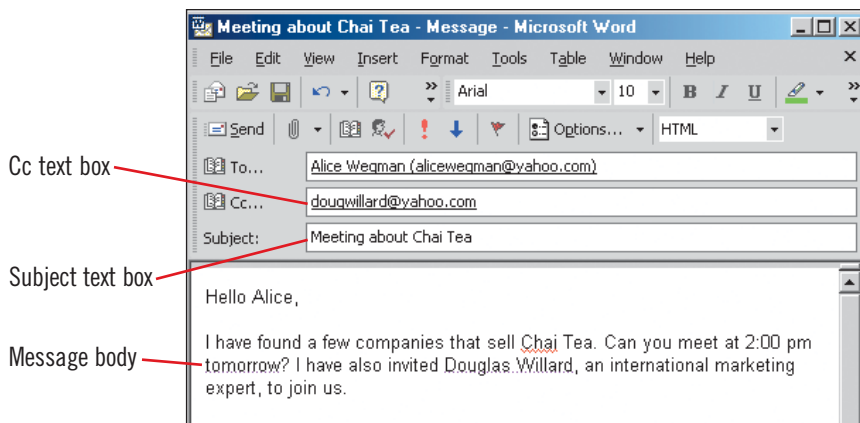 Meeting about Chai Tea - Message - Microsoft Word
File Edit View Insert Format Tools Table Window Help
Arial 10 B I U
Send Options... HTML
To... Alice Wegman (alicewegman@yahoo.com)
Cc text box
Cc... dougwillard@yahoo.com
Subject: Meeting about Chai Tea
Subject text box
Hello Alice,
I have found a few companies that sell Chai Tea. Can you meet at 2:00 pm
Message body
tomorrow? I have also invited Douglas Willard, an international marketing
expert, to join us.